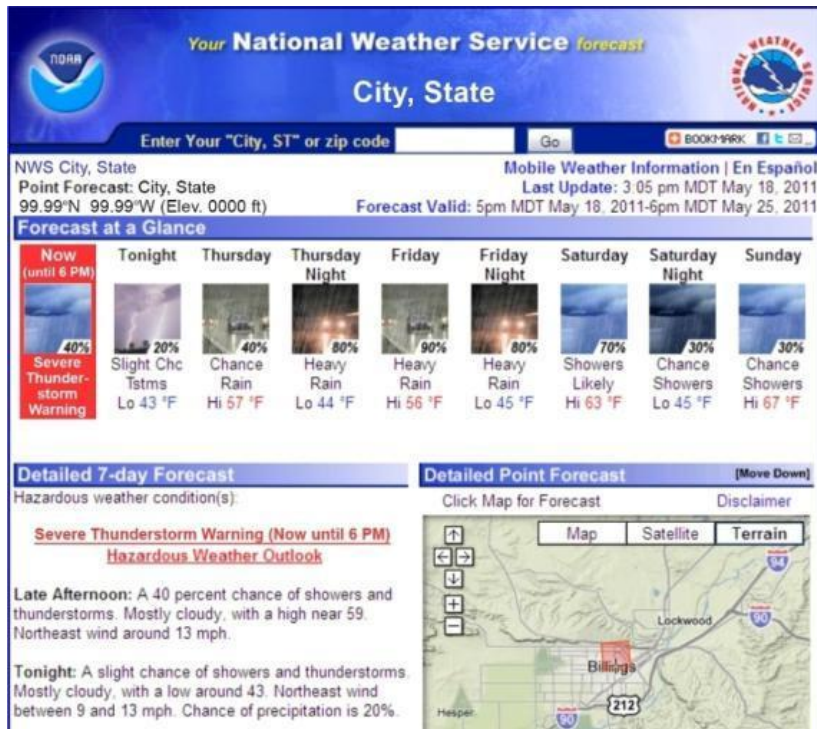 NOAA
Your National Weather Service forecast
City, State
NATIONAL WEATHER SERVICE
Enter Your "City, ST" or zip code
Go
BOOKMARK
NWS City, State
Mobile Weather Information | En Español
Point Forecast: City, State
Last Update: 3:05 pm MDT May 18, 2011
99.99°N 99.99°W (Elev. 0000 ft)
Forecast Valid: 5pm MDT May 18, 2011-6pm MDT May 25, 2011
Forecast at a Glance
Now
(until 6 PM)
40%
Severe
Thunder-
storm
Warning
Tonight
20%
Slight Chc
Tstms
Lo 43 °F
Thursday
40%
Chance
Rain
Hi 57 °F
Thursday
Night
80%
Heavy
Rain
Lo 44 °F
Friday
90%
Heavy
Rain
Hi 56 °F
Friday
Night
80%
Heavy
Rain
Lo 45 °F
Saturday
70%
Showers
Likely
Hi 63 °F
Saturday
Night
30%
Chance
Showers
Lo 45 °F
Sunday
30%
Chance
Showers
Hi 67 °F
Detailed 7-day Forecast
Hazardous weather condition(s):
Severe Thunderstorm Warning (Now until 6 PM)
Hazardous Weather Outlook
Late Afternoon: A 40 percent chance of showers and
thunderstorms. Mostly cloudy, with a high near 59.
Northeast wind around 13 mph.
Tonight: A slight chance of showers and thunderstorms.
Mostly cloudy, with a low around 43. Northeast wind
between 9 and 13 mph. Chance of precipitation is 20%.
Detailed Point Forecast
[Move Down]
Click Map for Forecast
Disclaimer
Map
Satellite
Terrain
94
90
Lockwood
Billings
212
Hesper
90